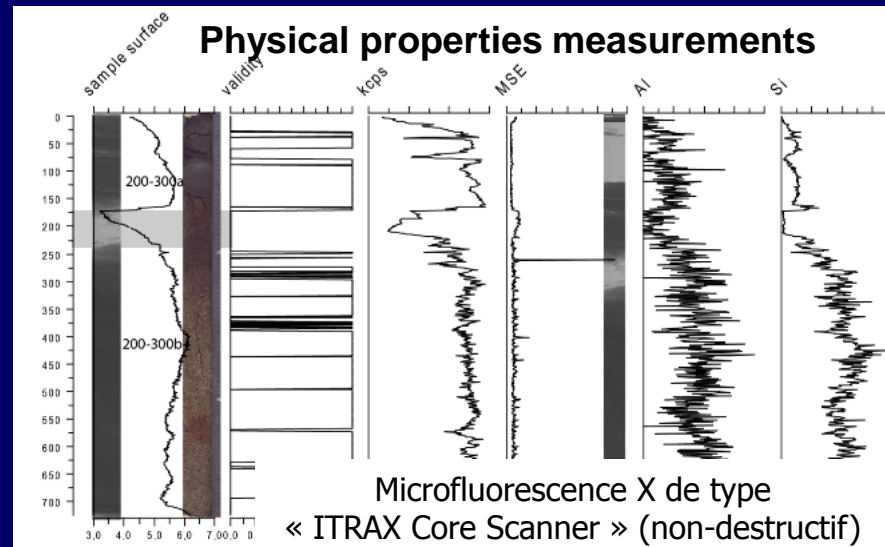 Physical properties measurements
sample surface
validity
kcps
MSE
Al
Si
0
50
100
150
200
250
300
350
400
450
500
550
600
650
700
200-300a
200-300b
3,0 4,0 5,0 6,0 7,0 0,0
Microfluorescence X de type
« ITRAX Core Scanner » (non-destructif)